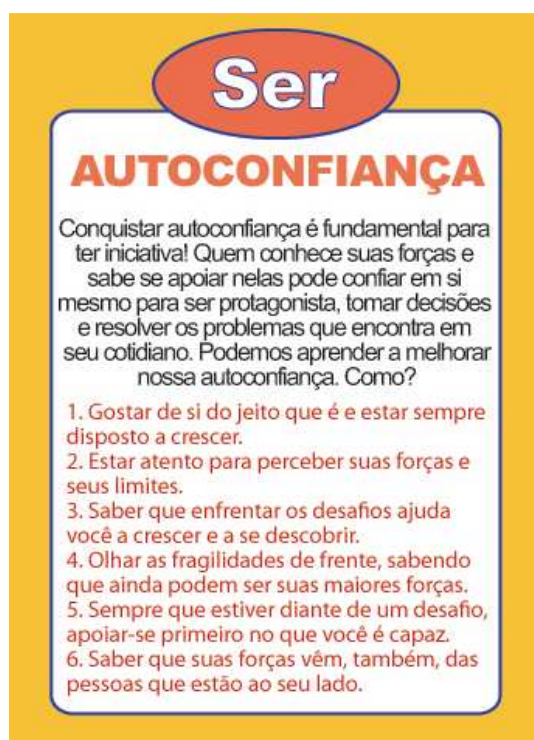 Ser
AUTOCONFIANÇA
Conquistar autoconfiança é fundamental para
ter iniciativa! Quem conhece suas forças e
sabe se apoiar nelas pode confiar em si
mesmo para ser protagonista, tomar decisões
e resolver os problemas que encontra em
seu cotidiano. Podemos aprender a melhorar
nossa autoconfiança. Como?
1. Gostar de si do jeito que é e estar sempre
disposto a crescer.
2. Estar atento para perceber suas forças e
seus limites.
3. Saber que enfrentar os desafios ajuda
você a crescer e a se descobrir.
4. Olhar as fragilidades de frente, sabendo
que ainda podem ser suas maiores forças.
5. Sempre que estiver diante de um desafio,
apoiar-se primeiro no que você é capaz.
6. Saber que suas forças vêm, também, das
pessoas que estão ao seu lado.